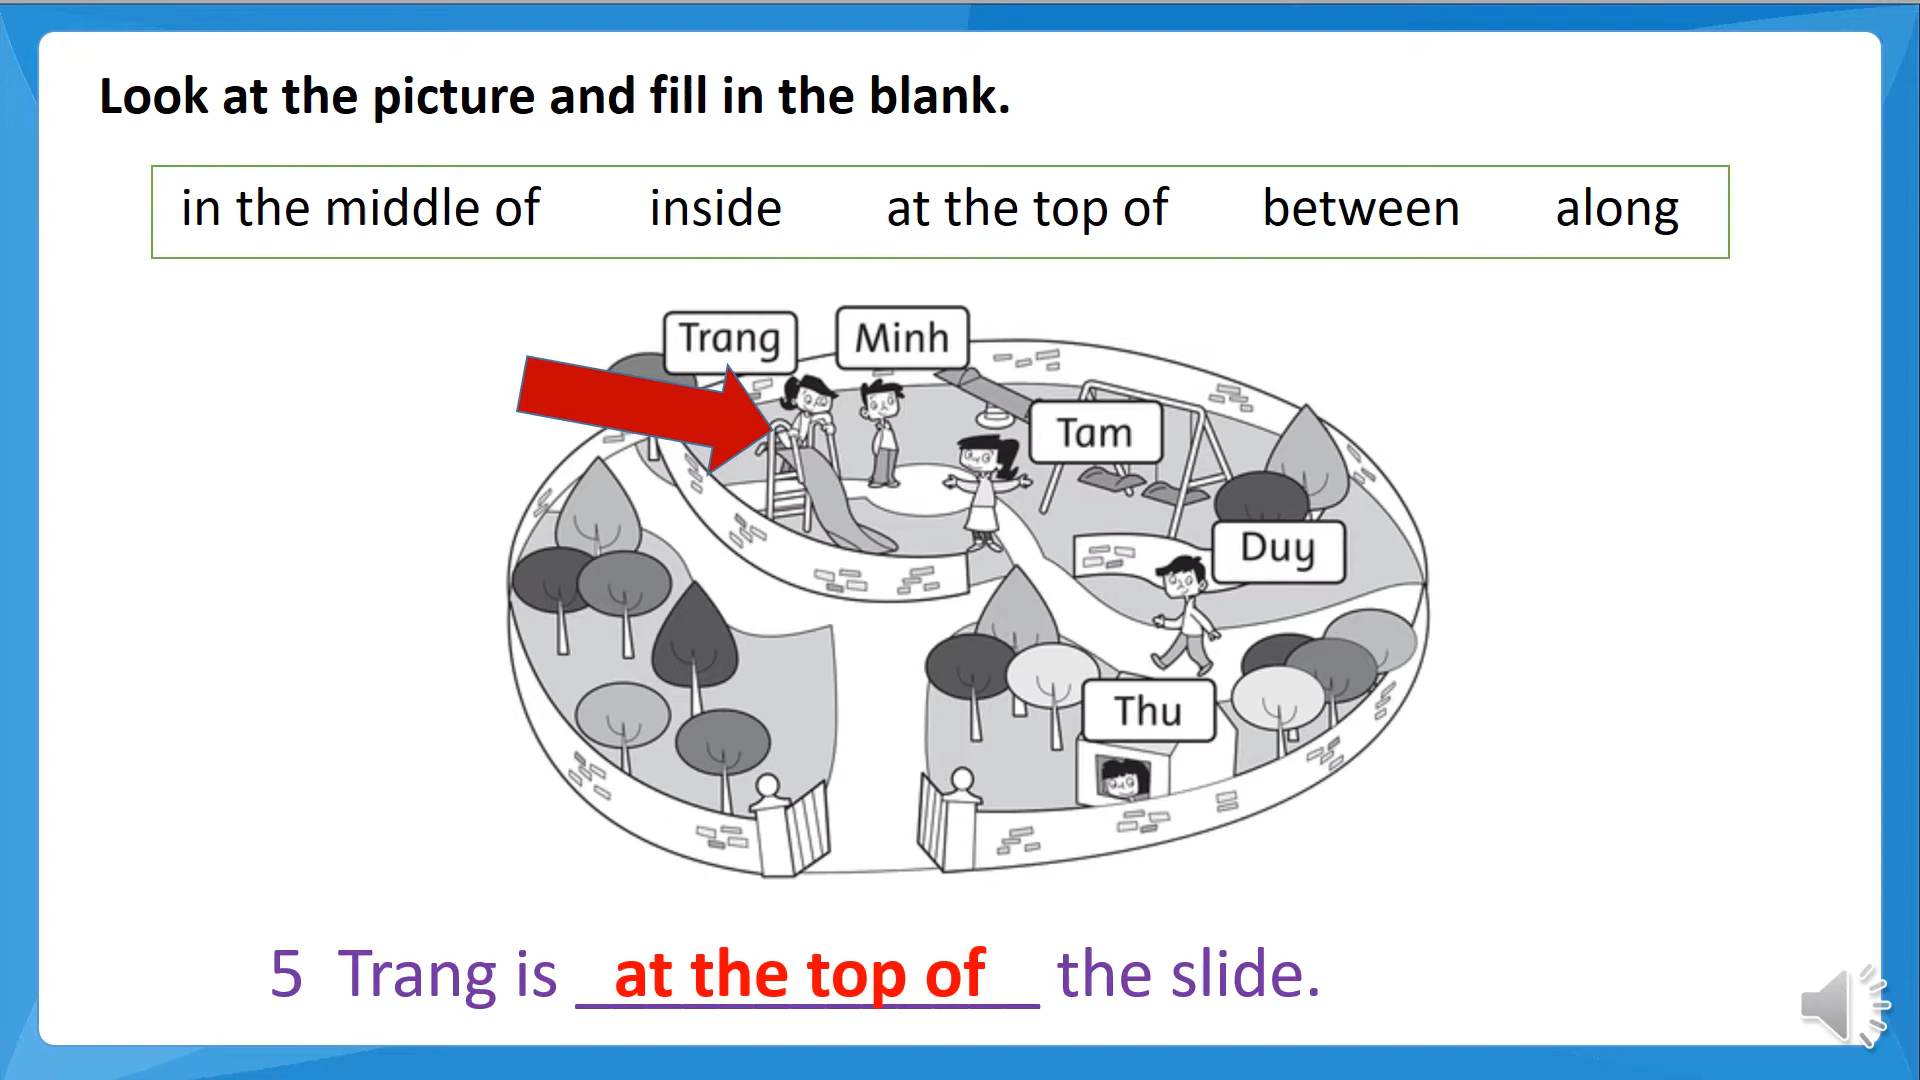 Look at the picture and fill in the blank.
in the middle of inside at the top of between along
Trang Minh
Tam
Duy
Thu
5 Trang is at the top of the slide.